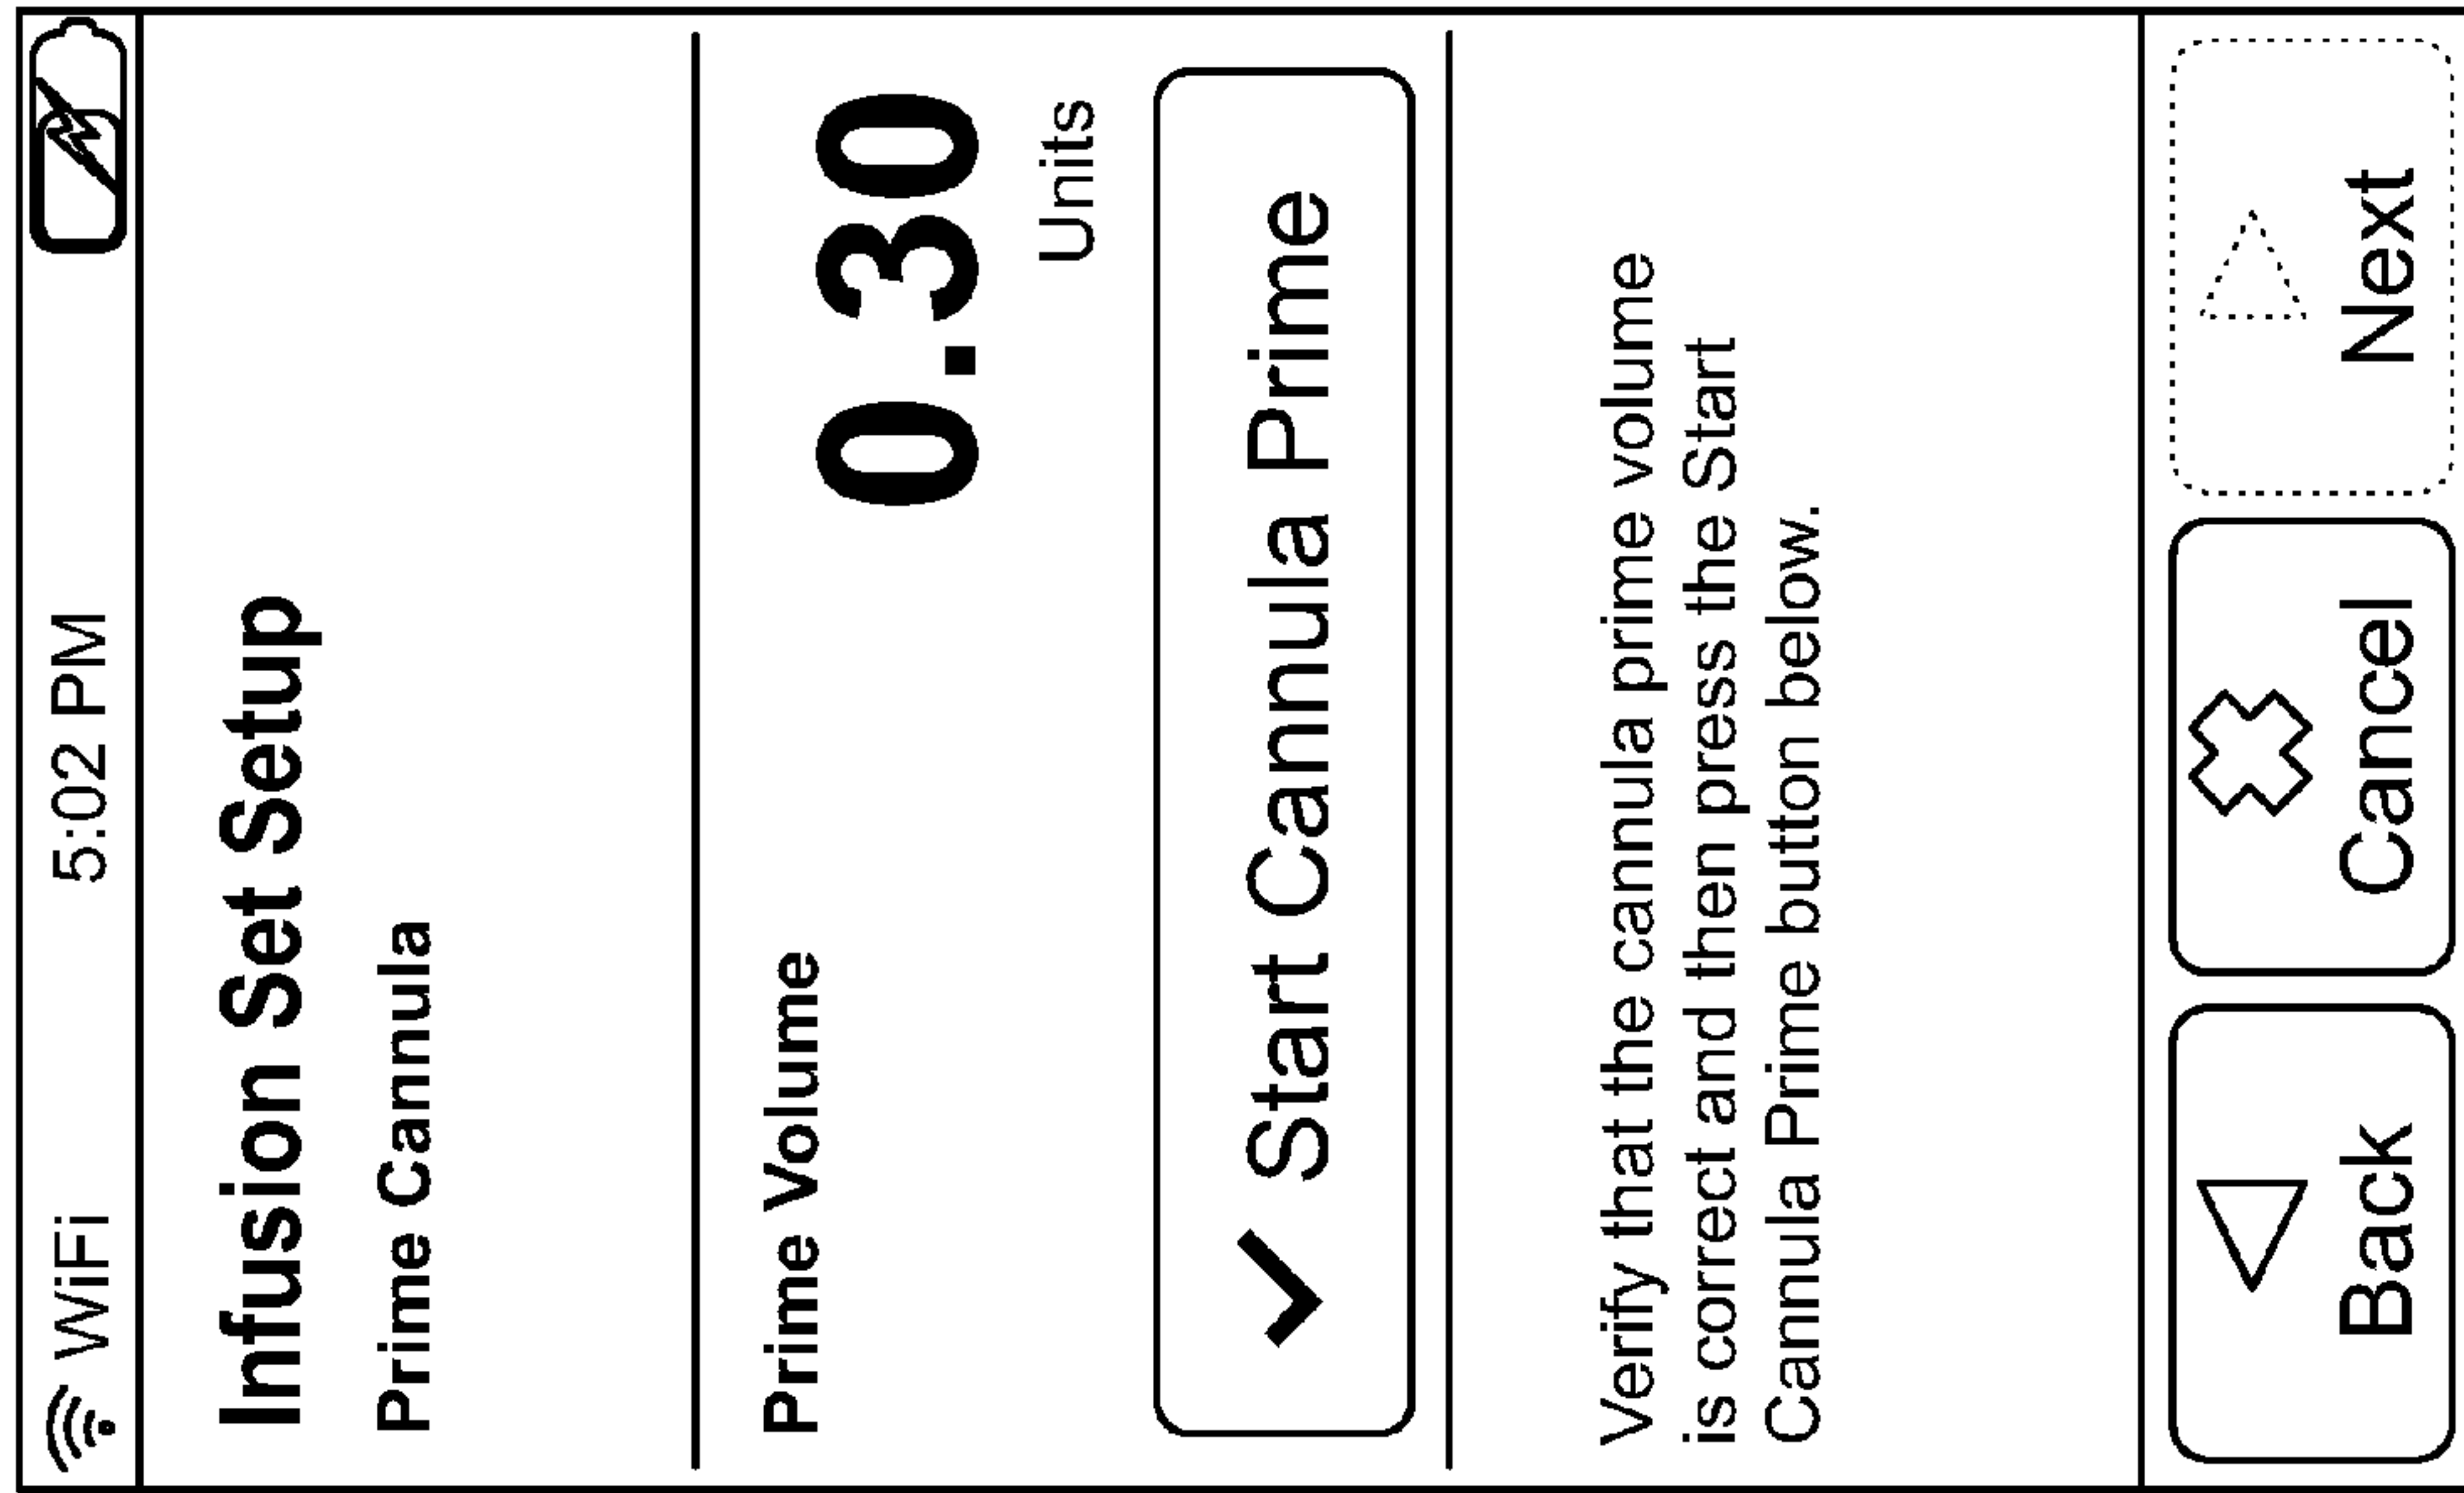 WiFi 5:02 PM
Infusion Set Setup
Prime Cannula
Prime Volume
0.30
Units
Start Cannula Prime
Verify that the cannula prime volume
is correct and then press the Start
Cannula Prime button below.
Back Cancel Next